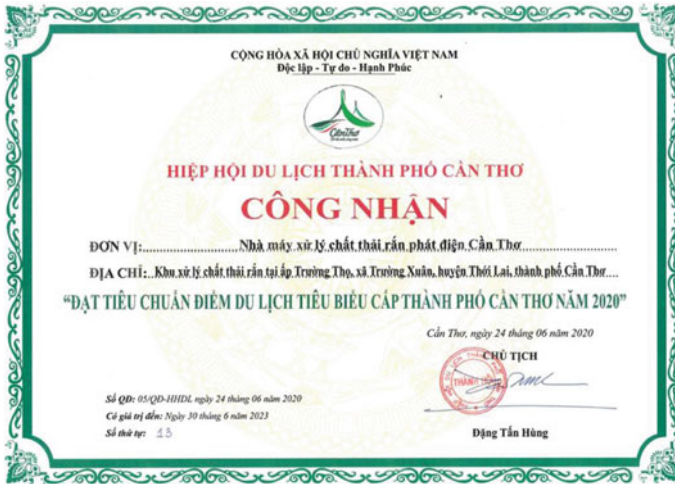 CỘNG HÒA XÃ HỘI CHỦ NGHĨA VIỆT NAM
Độc lập - Tự do - Hạnh Phúc
CầnThơ
HIỆP HỘI DU LỊCH THÀNH PHỐ CẦN THƠ
CÔNG NHẬN
ĐƠN VỊ:.......Nhà máy xử lý chất thải rắn phát điện Cần Thơ.......
ĐỊA CHỈ:..Khu xử lý chất thải rắn tại ấp Trường Thọ, xã Trường Xuân, huyện Thới Lai, thành phố Cần Thơ...
"ĐẠT TIÊU CHUẨN ĐIỂM DU LỊCH TIÊU BIỂU CẤP THÀNH PHỐ CẦN THƠ NĂM 2020"
Cần Thơ, ngày 24 tháng 06 năm 2020
CHỦ TỊCH
Số QĐ: 05/QĐ-HHDL ngày 24 tháng 06 năm 2020
Có giá trị đến: Ngày 30 tháng 6 năm 2023
Số thứ tự: 13
Đặng Tấn Hùng